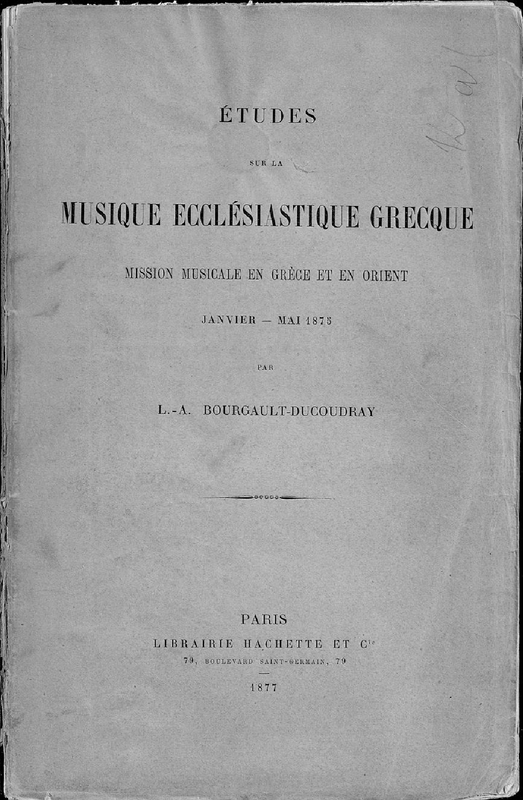 ÉTUDES
SUR LA
MUSIQUE ECCLÉSIASTIQUE GRECQUE
MISSION MUSICALE EN GRÈCE ET EN ORIENT
JANVIER — MAI 1875
PAR
L.-A. BOURGAULT-DUCOUDRAY
PARIS
LIBRAIRIE HACHETTE ET Cie
79, BOULEVARD SAINT-GERMAIN, 79
1877